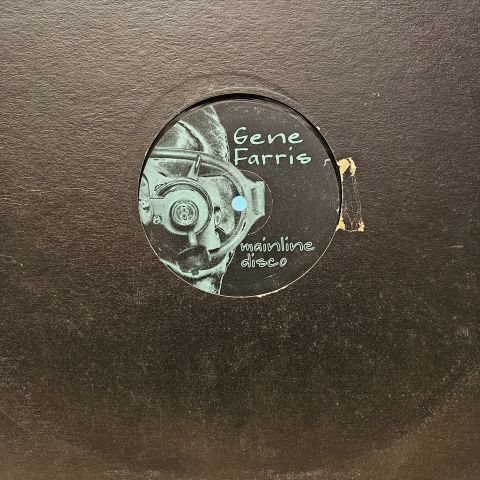 Gene
Farris
mainline
disco